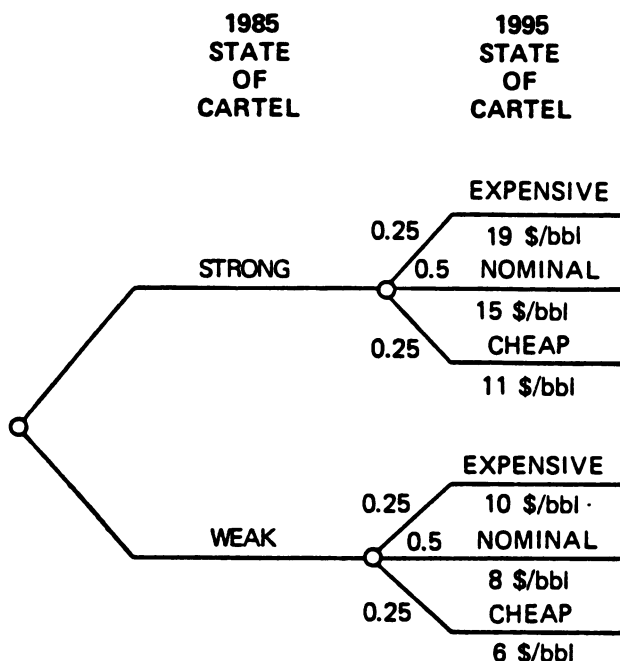 1985
STATE
OF
CARTEL
1995
STATE
OF
CARTEL
EXPENSIVE
0.25
19 $/bbl
STRONG
0.5
NOMINAL
15 $/bbl
0.25
CHEAP
11 $/bbl
EXPENSIVE
0.25
10 $/bbl
WEAK
0.5
NOMINAL
8 $/bbl
0.25
CHEAP
6 $/bbl